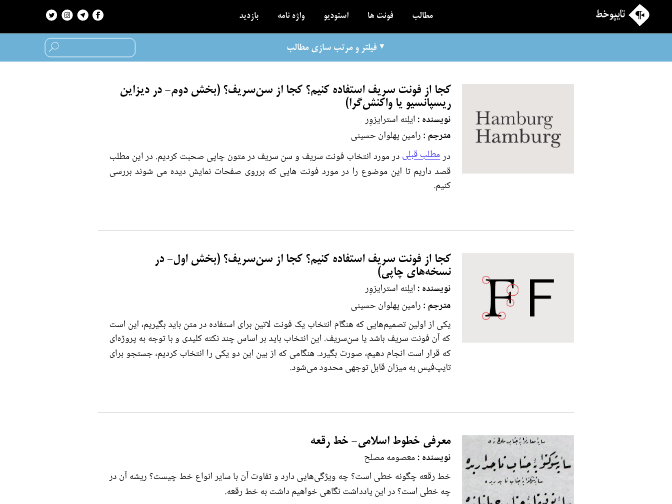 تایپوخط
مطالب
فونت ها
استودیو
واژه نامه
بازدید
▼ فیلتر و مرتب سازی مطالب
Hamburg
Hamburg
کجا از فونت سریف استفاده کنیم؟ کجا از سن‌سریف؟ (بخش دوم- در دیزاین
ریسپانسیو یا واکنش‌گرا)
نویسنده : ایلنه استرایزور
مترجم : رامین پهلوان حسینی
در مطلب قبلی در مورد انتخاب فونت سریف و سن سریف در متون چاپی صحبت کردیم. در این مطلب
قصد داریم تا این موضوع را در مورد فونت هایی که برروی صفحات نمایش دیده می شوند بررسی
کنیم.
F F
کجا از فونت سریف استفاده کنیم؟ کجا از سن‌سریف؟ (بخش اول- در
نسخه‌های چاپی)
نویسنده : ایلنه استرایزور
مترجم : رامین پهلوان حسینی
یکی از اولین تصمیم‌هایی که هنگام انتخاب یک فونت لاتین برای استفاده در متن باید بگیریم، این است
که آن فونت سریف باشد یا سن‌سریف. این انتخاب باید بر اساس چند نکته کلیدی و با توجه به پروژه‌ای
که قرار است انجام دهیم، صورت بگیرد. هنگامی که از بین این دو یکی را انتخاب کردیم، جستجو برای
تایپ‌فیس به میزان قابل توجهی محدود می‌شود.
معرفی خطوط اسلامی- خط رقعه
نویسنده : معصومه مصلح
خط رقعه چگونه خطی است؟ چه ویژگی‌هایی دارد و تفاوت آن با سایر انواع خط چیست؟ ریشه آن در
چه خطی است؟ در این یادداشت نگاهی خواهیم داشت به خط رقعه.